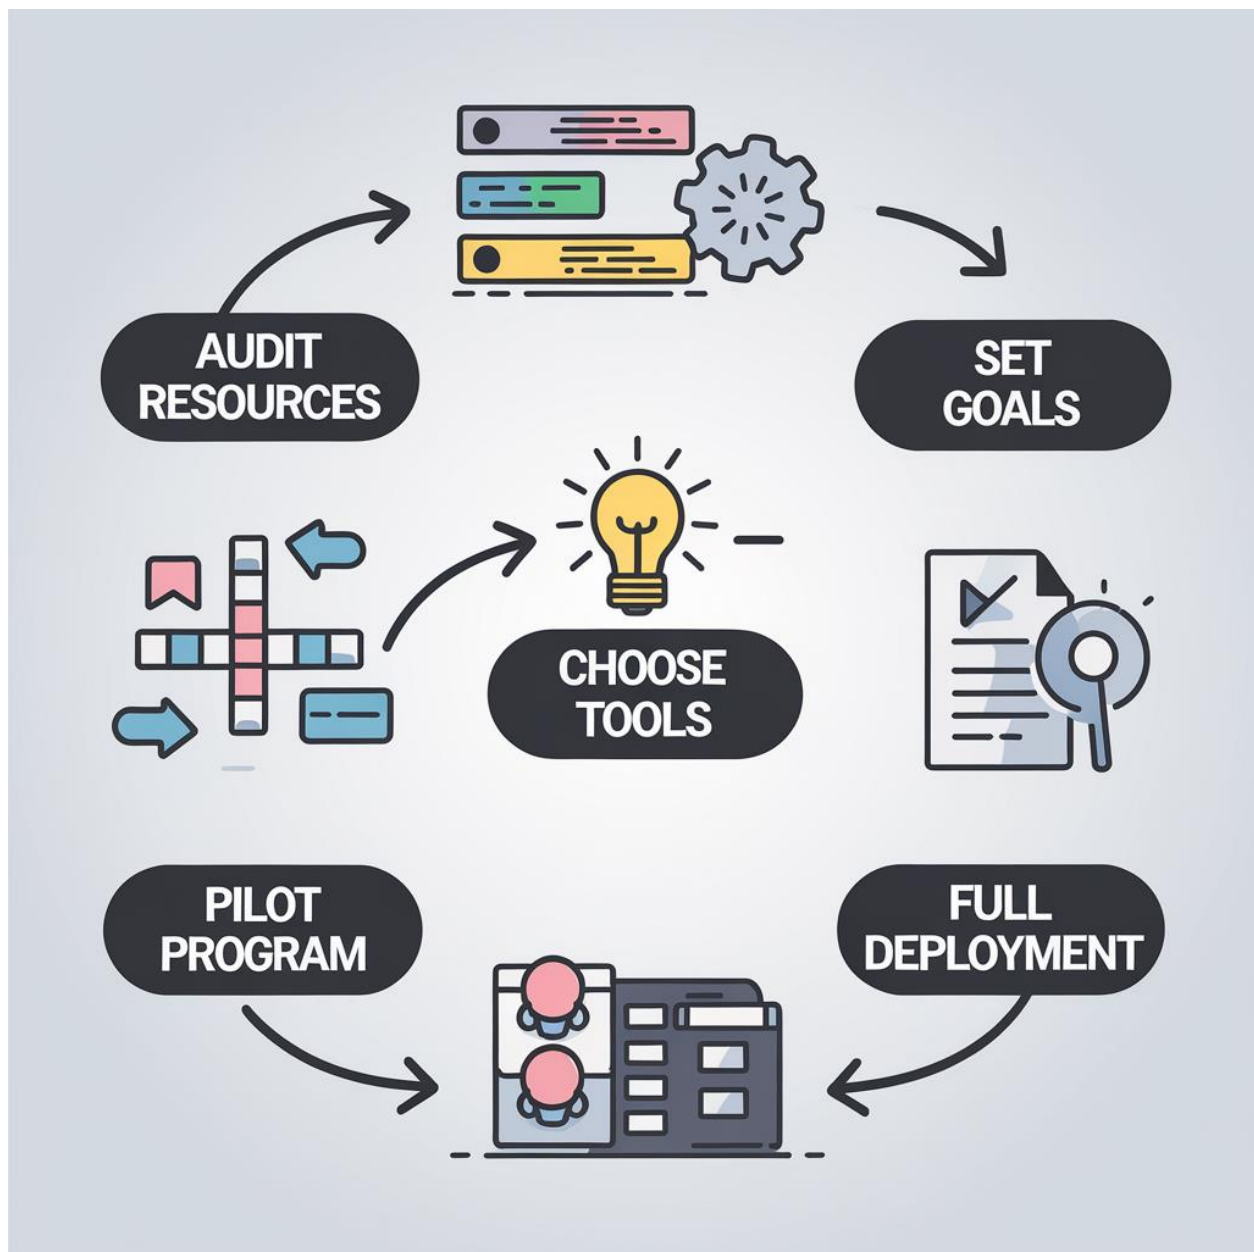 AUDIT
RESOURCES
SET
GOALS
CHOOSE
TOOLS
PILOT
PROGRAM
FULL
DEPLOYMENT